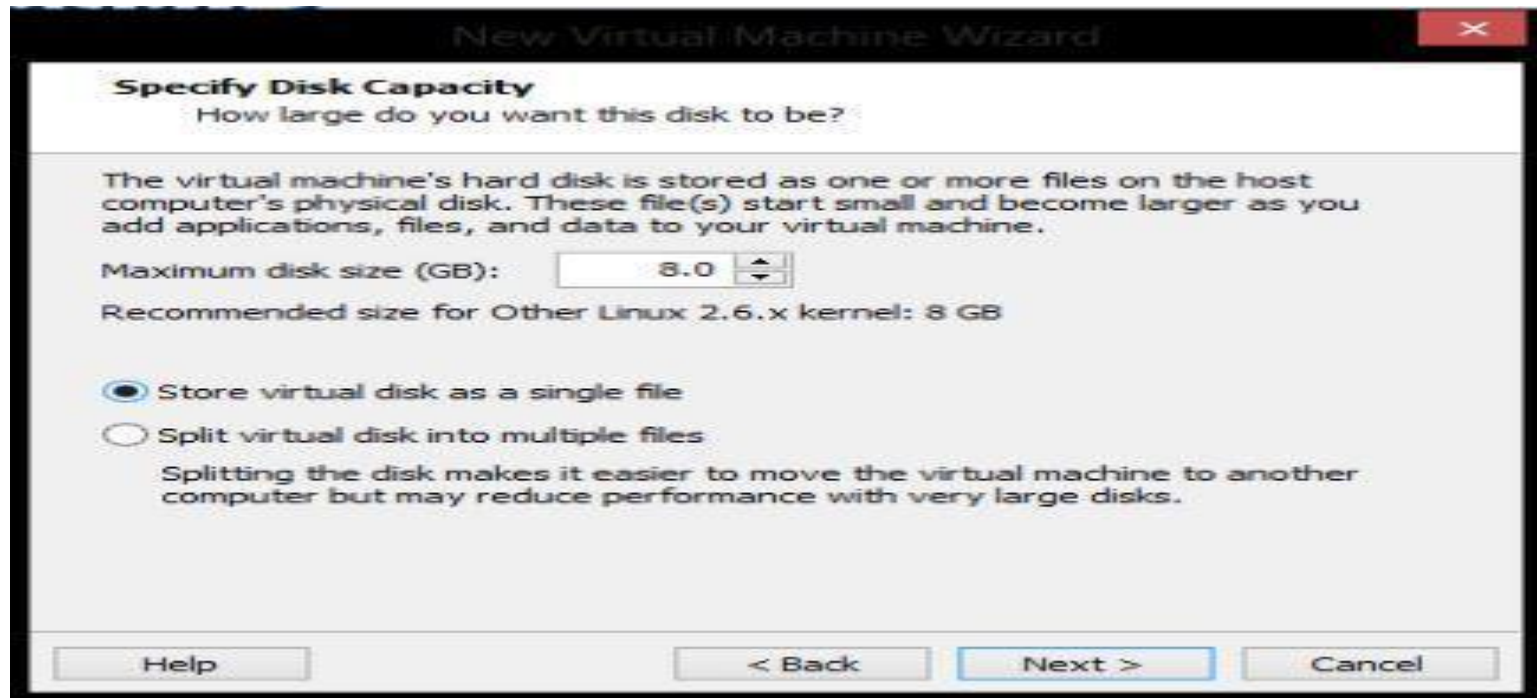 New Virtual Machine Wizard
Specify Disk Capacity
How large do you want this disk to be?
The virtual machine's hard disk is stored as one or more files on the host
computer's physical disk. These file(s) start small and become larger as you
add applications, files, and data to your virtual machine.
Maximum disk size (GB): 8.0
Recommended size for Other Linux 2.6.x kernel: 8 GB
Store virtual disk as a single file
Split virtual disk into multiple files
Splitting the disk makes it easier to move the virtual machine to another
computer but may reduce performance with very large disks.
Help < Back Next > Cancel